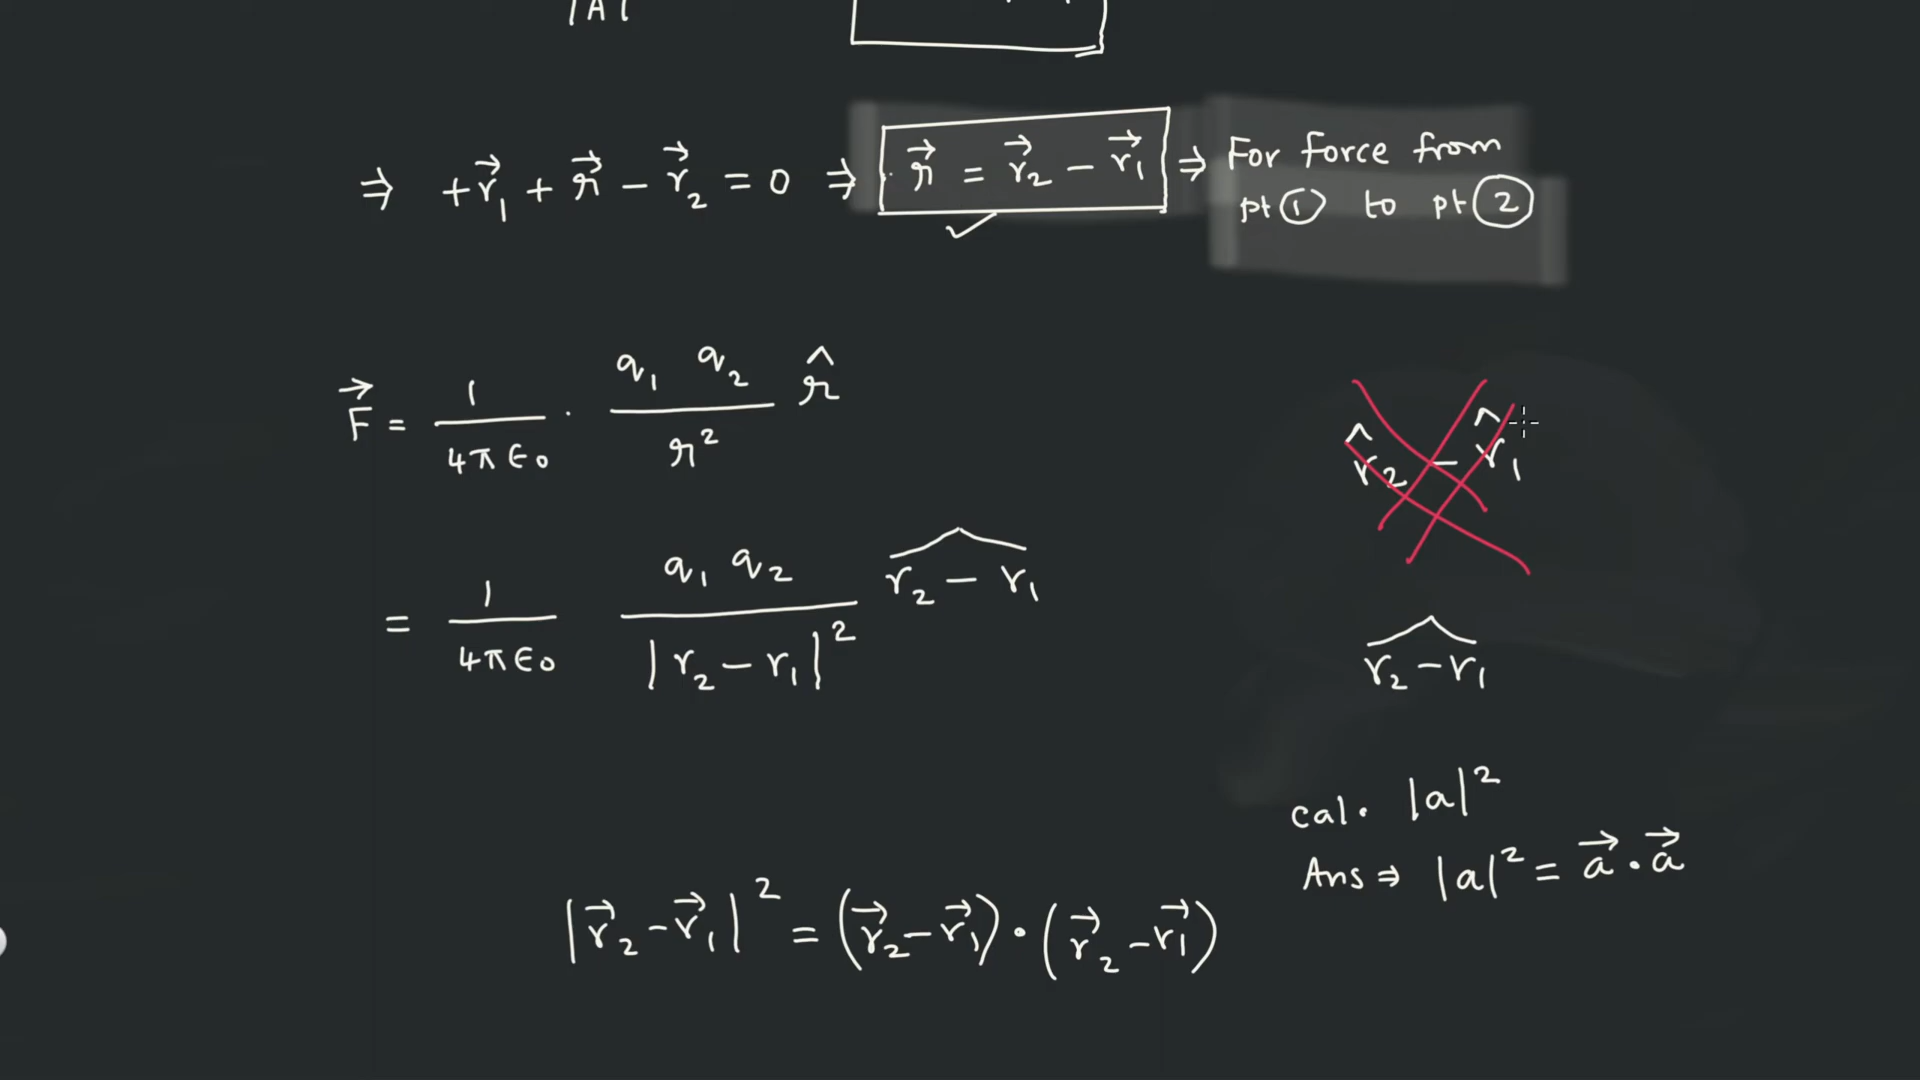 |A|
⇒ +r⃗₁ + r⃗ − r⃗₂ = 0 ⇒ r⃗ = r⃗₂ − r⃗₁ ⇒ For force from
pt ① to pt ②
F⃗ = 1/4πϵ₀ · q₁ q₂/r² r̂
r̂₂ − r̂₁
= 1/4πϵ₀ q₁ q₂/|r₂ − r₁|² \widehat{r₂ − r₁}
\widehat{r₂ − r₁}
cal. |a|²
Ans ⇒ |a|² = a⃗ · a⃗
|r⃗₂ − r⃗₁|² = (r⃗₂ − r⃗₁) · (r⃗₂ − r⃗₁)